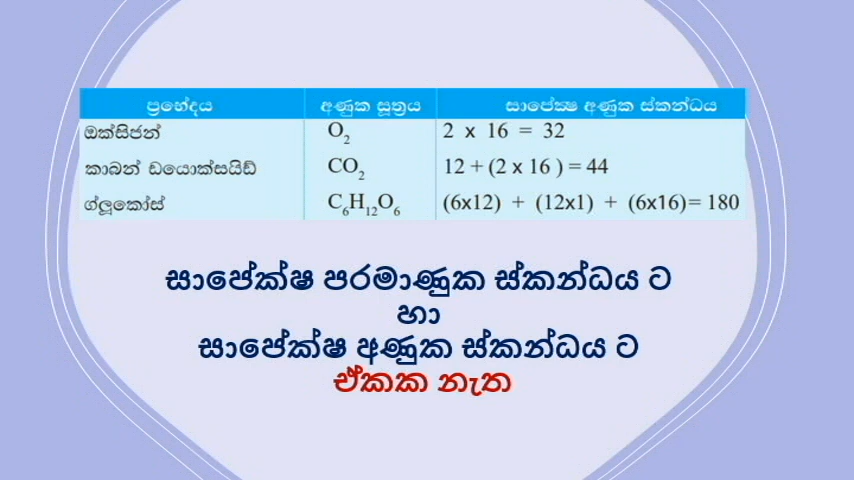 ප්‍රභේදය අණුක සූත්‍රය සාපේක්‍ෂ අණුක ස්කන්ධය
ඔක්සිජන් O₂ 2 x 16 = 32
කාබන් ඩයොක්සයිඩ් CO₂ 12 + (2 x 16 ) = 44
ග්ලූකෝස් C₆H₁₂O₆ (6x12) + (12x1) + (6x16)= 180
සාපේක්ෂ පරමාණුක ස්කන්ධය ට
හා
සාපේක්ෂ අණුක ස්කන්ධය ට
ඒකක නැත